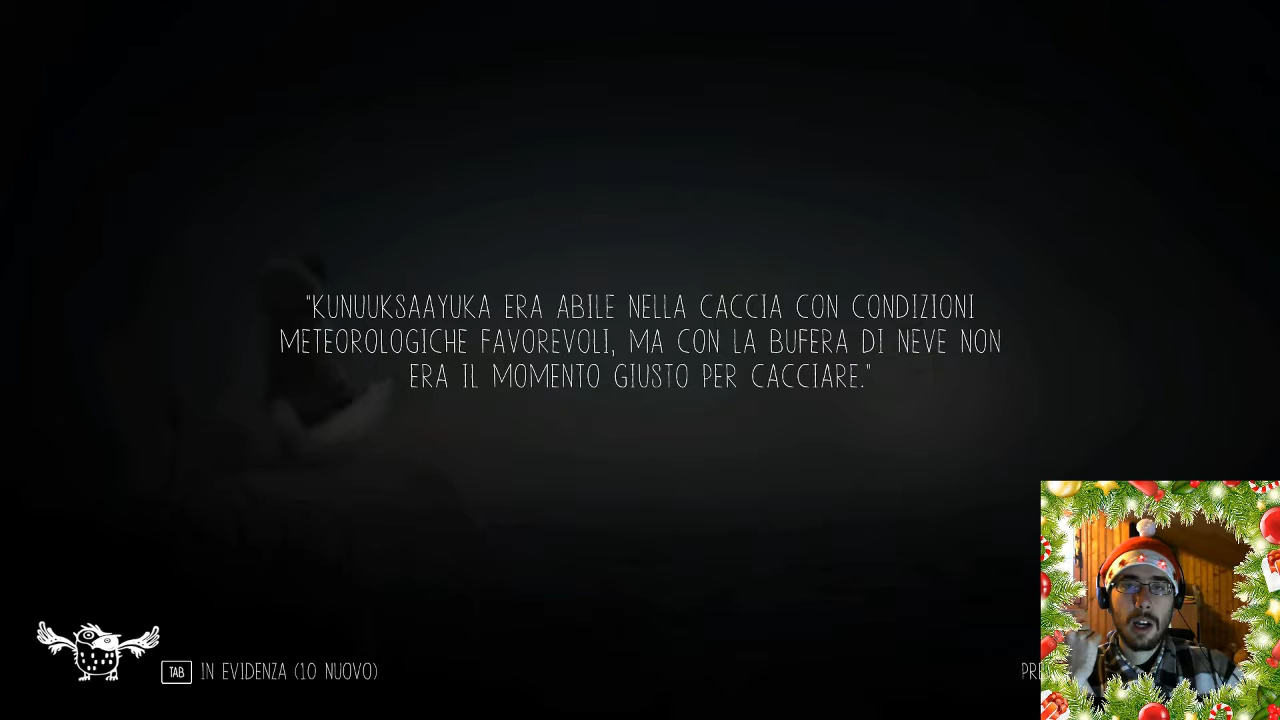 "KUNUUKSAAYUKA ERA ABILE NELLA CACCIA CON CONDIZIONI
METEOROLOGICHE FAVOREVOLI, MA CON LA BUFERA DI NEVE NON
ERA IL MOMENTO GIUSTO PER CACCIARE."
TAB IN EVIDENZA (10 NUOVO)